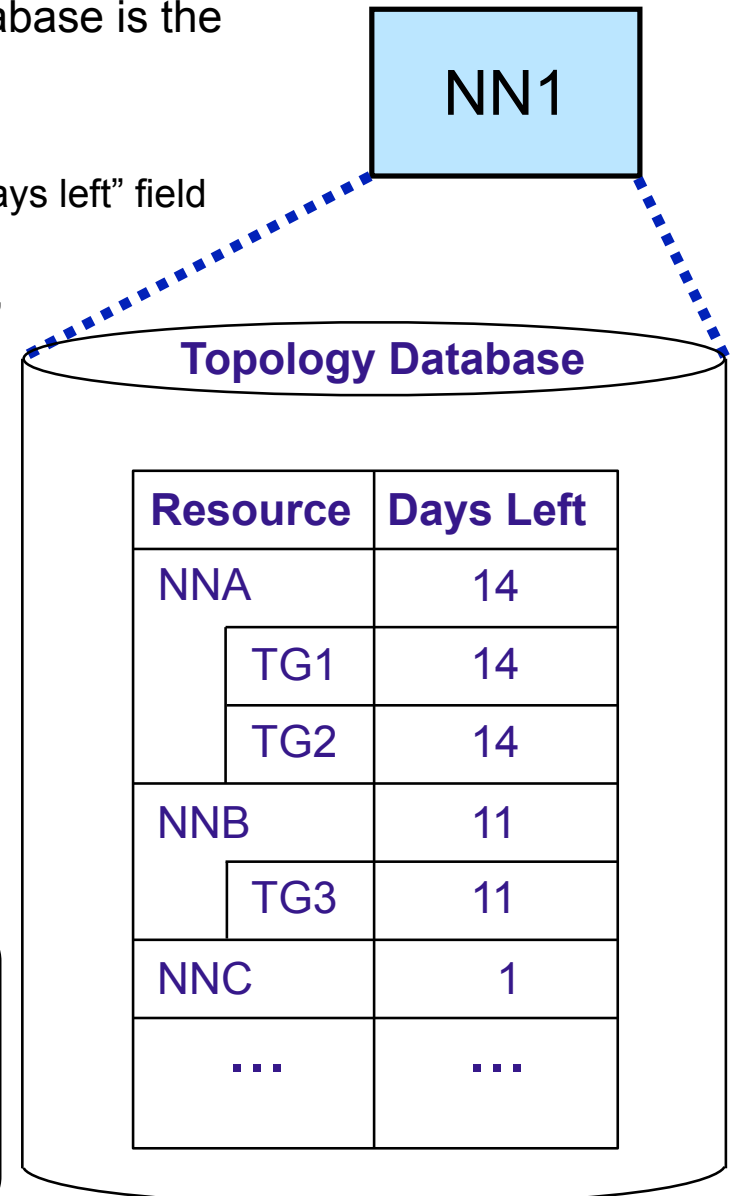 abase is the
NN1
ays left” field
Topology Database
Resource Days Left
NNA 14
TG1 14
TG2 14
NNB 11
TG3 11
NNC 1
... ...